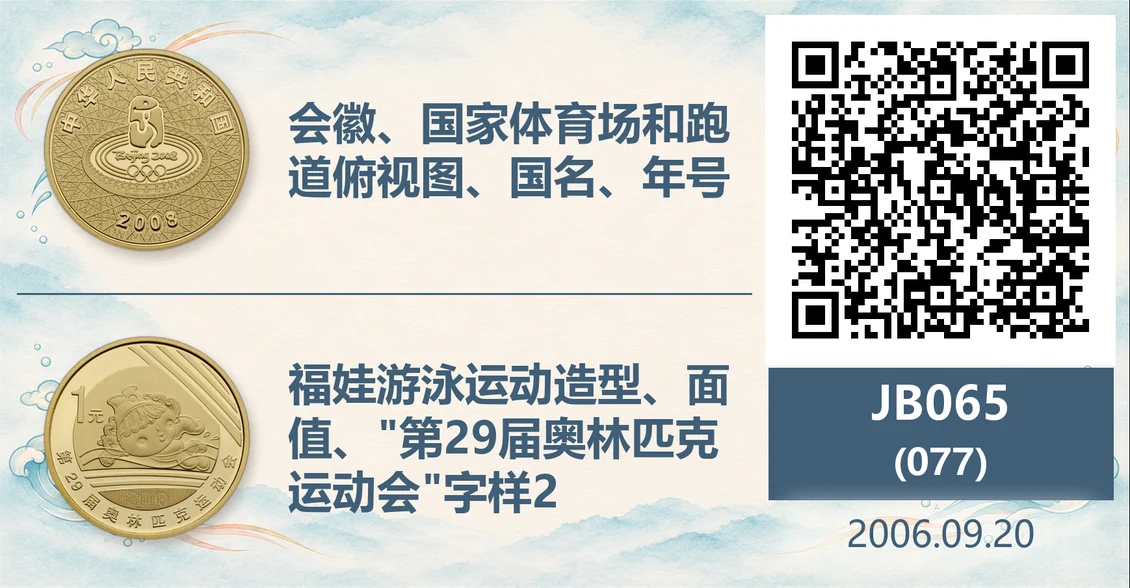 中华人民共和国
Beijing 2008
2008
会徽、国家体育场和跑
道俯视图、国名、年号
1元
第29届奥林匹克运动会
福娃游泳运动造型、面
值、"第29届奥林匹克
运动会"字样2
JB065
(077)
2006.09.20